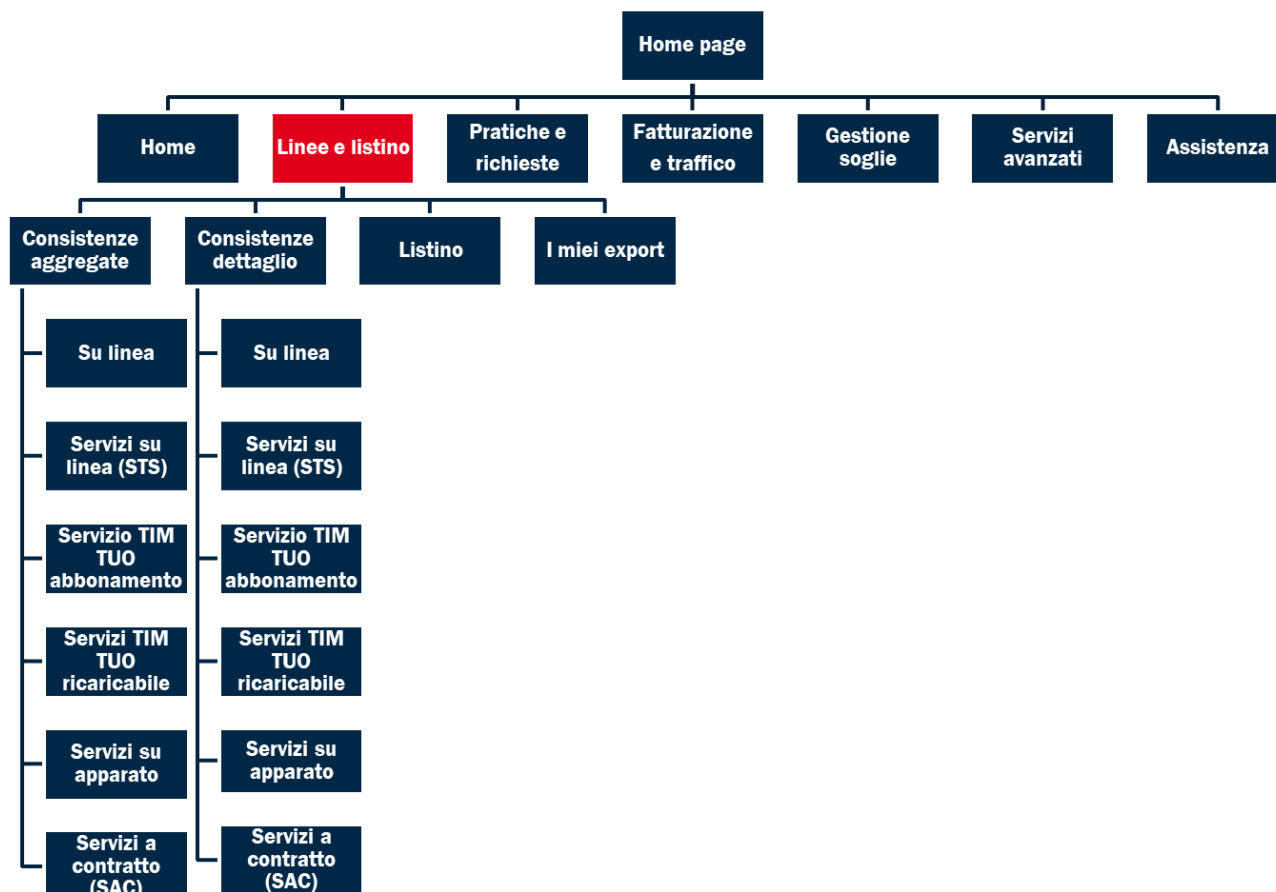 Home page
Home
Linee e listino
Pratiche e
richieste
Fatturazione
e traffico
Gestione
soglie
Servizi
avanzati
Assistenza
Consistenze
aggregate
Consistenze
dettaglio
Listino
I miei export
Su linea
Servizi su
linea (STS)
Servizio TIM
TUO
abbonamento
Servizi TIM
TUO
ricaricabile
Servizi su
apparato
Servizi a
contratto
(SAC)
Su linea
Servizi su
linea (STS)
Servizio TIM
TUO
abbonamento
Servizi TIM
TUO
ricaricabile
Servizi su
apparato
Servizi a
contratto
(SAC)